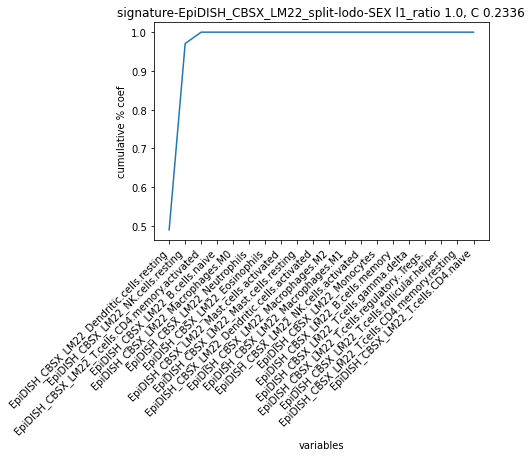 signature-EpiDISH_CBSX_LM22_split-lodo-SEX l1_ratio 1.0, C 0.2336
cumulative % coef
1.0
0.9
0.8
0.7
0.6
0.5
EpiDISH_CBSX_LM22_Dendritic.cells.resting
EpiDISH_CBSX_LM22_NK.cells.resting
EpiDISH_CBSX_LM22_T.cells.CD4.memory.activated
EpiDISH_CBSX_LM22_B.cells.naive
EpiDISH_CBSX_LM22_Macrophages.M0
EpiDISH_CBSX_LM22_Neutrophils
EpiDISH_CBSX_LM22_Eosinophils
EpiDISH_CBSX_LM22_Mast.cells.activated
EpiDISH_CBSX_LM22_Mast.cells.resting
EpiDISH_CBSX_LM22_Dendritic.cells.activated
EpiDISH_CBSX_LM22_Macrophages.M2
EpiDISH_CBSX_LM22_Macrophages.M1
EpiDISH_CBSX_LM22_NK.cells.activated
EpiDISH_CBSX_LM22_Monocytes
EpiDISH_CBSX_LM22_B.cells.memory
EpiDISH_CBSX_LM22_T.cells.gamma.delta
EpiDISH_CBSX_LM22_T.cells.regulatory..Tregs.
EpiDISH_CBSX_LM22_T.cells.follicular.helper
EpiDISH_CBSX_LM22_T.cells.CD4.memory.resting
EpiDISH_CBSX_LM22_T.cells.CD4.naive
variables